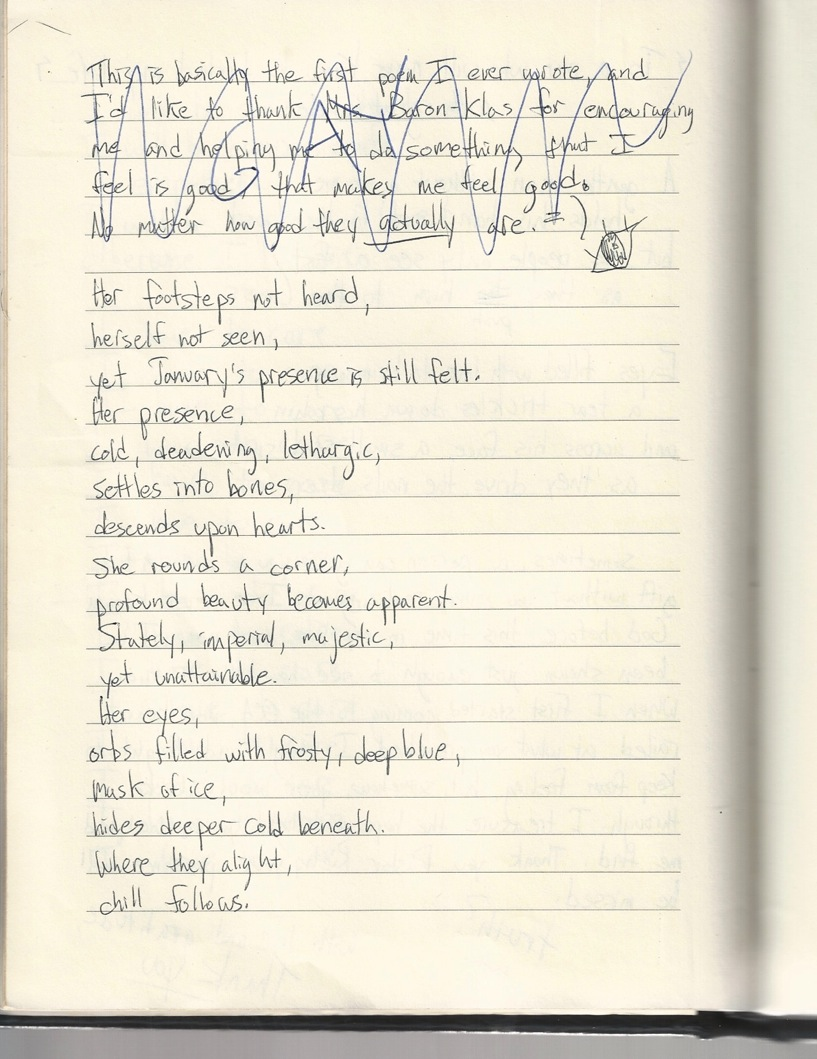 This is basically the first poem I ever wrote, and
I'd like to thank Mrs. Baron-Klas for encouraging
me and helping me to do something that I
feel is good, that makes me feel good.
No matter how good they actually are. =)
Her footsteps not heard,
herself not seen,
yet January's presence is still felt.
Her presence,
cold, deadening, lethargic,
settles into bones,
descends upon hearts.
She rounds a corner,
profound beauty becomes apparent.
Stately, imperial, majestic,
yet unattainable.
Her eyes,
orbs filled with frosty, deep blue,
mask of ice,
hides deeper cold beneath.
Where they alight,
chill follows.